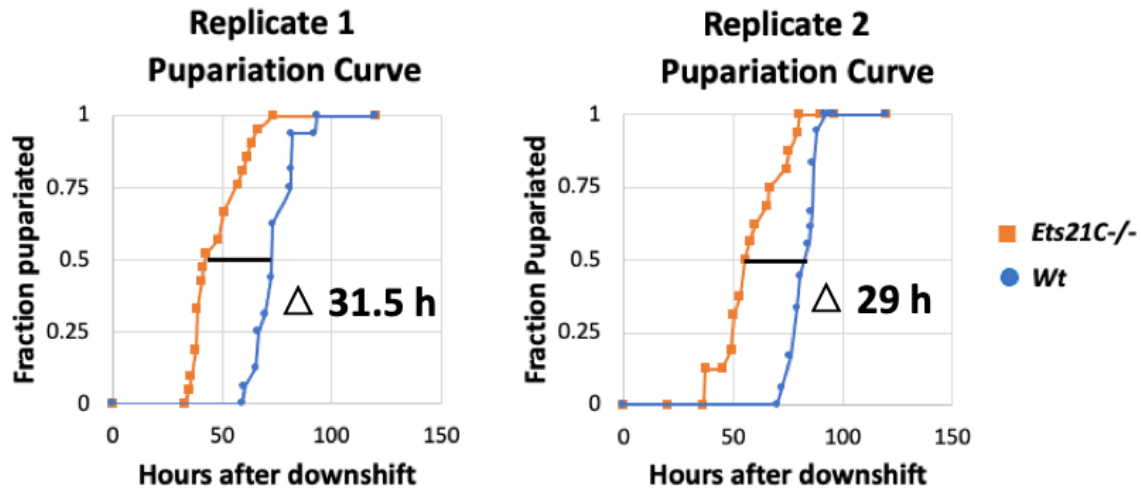 Replicate 1
Pupariation Curve
Fraction pupariated
1
0.75
0.5
0.25
0
△ 31.5 h
0
50
100
150
Hours after downshift
Replicate 2
Pupariation Curve
Fraction Pupariated
1
0.75
0.5
0.25
0
△ 29 h
0
50
100
150
Hours after downshift
Ets21C-/-
Wt